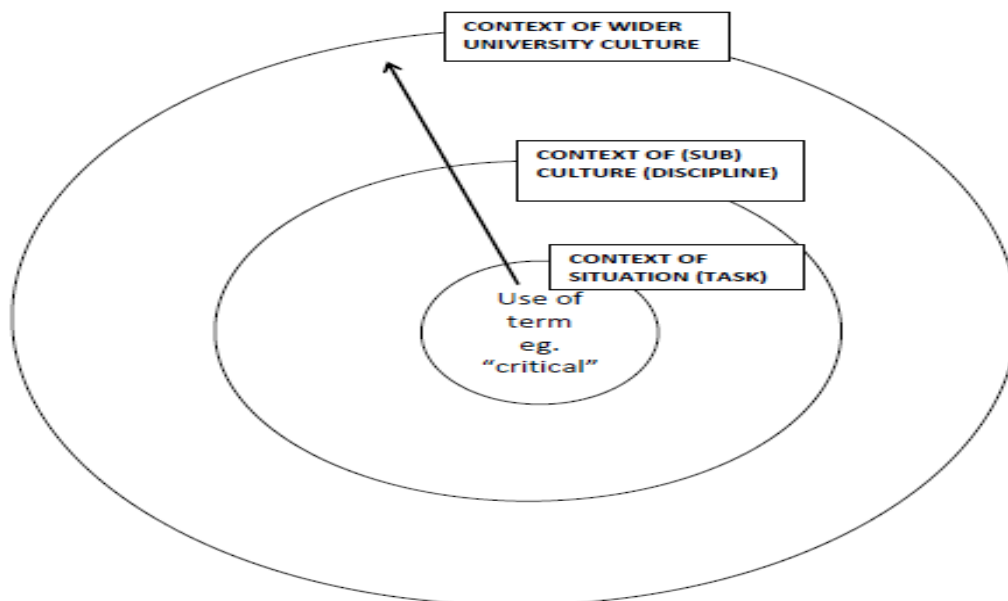 CONTEXT OF WIDER
UNIVERSITY CULTURE
CONTEXT OF (SUB)
CULTURE (DISCIPLINE)
CONTEXT OF
SITUATION (TASK)
Use of
term
eg.
“critical”